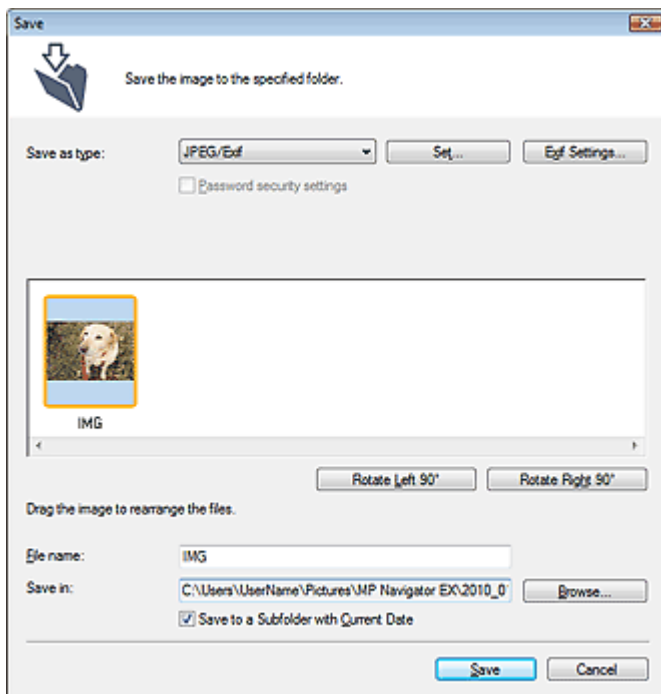 Save
Save the image to the specified folder.
Save as type: JPEG/Exif Set... Exif Settings...
Password security settings
IMG
Rotate Left 90° Rotate Right 90°
Drag the image to rearrange the files.
File name: IMG
Save in: C:\Users\UserName\Pictures\MP Navigator EX\2010_0 Browse...
Save to a Subfolder with Current Date
Save Cancel